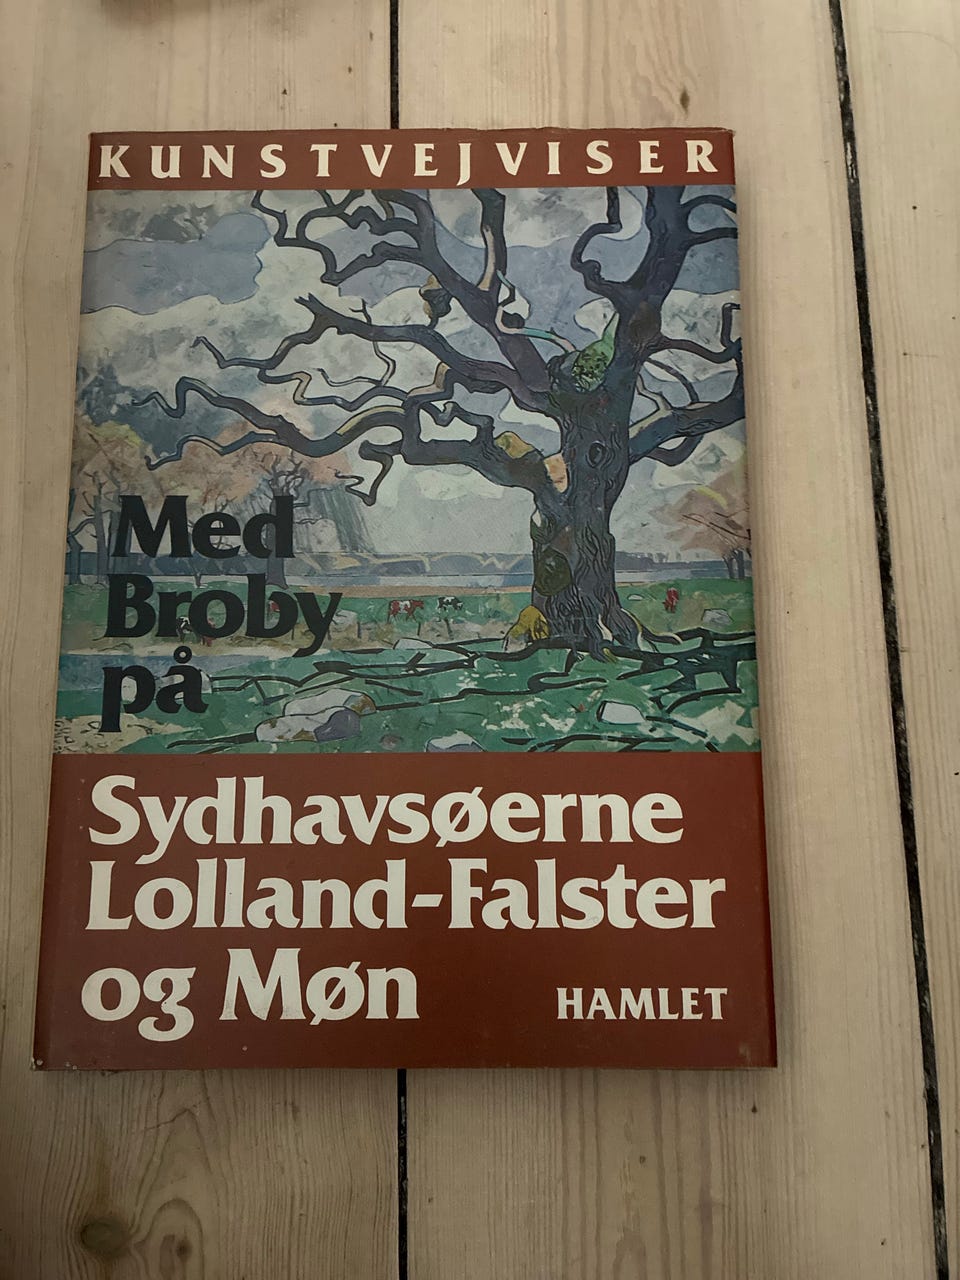 KUNSTVEJVISER
Med
Broby
på
Sydhavsøerne
Lolland-Falster
og Møn
HAMLET